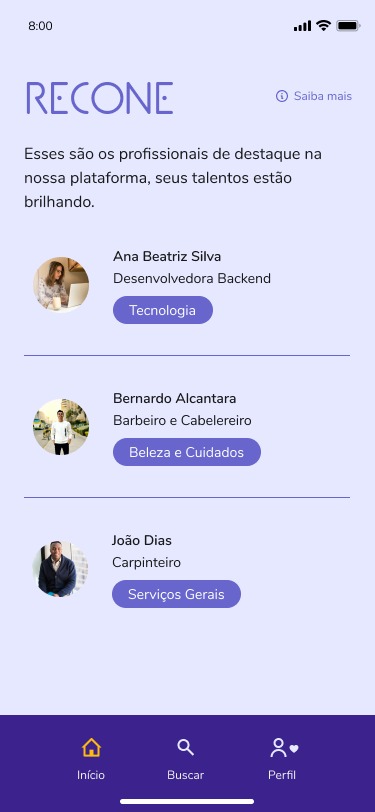 8:00
RECONE
Saiba mais
Esses são os profissionais de destaque na
nossa plataforma, seus talentos estão
brilhando.
Ana Beatriz Silva
Desenvolvedora Backend
Tecnologia
Bernardo Alcantara
Barbeiro e Cabelereiro
Beleza e Cuidados
João Dias
Carpinteiro
Serviços Gerais
Início
Buscar
Perfil